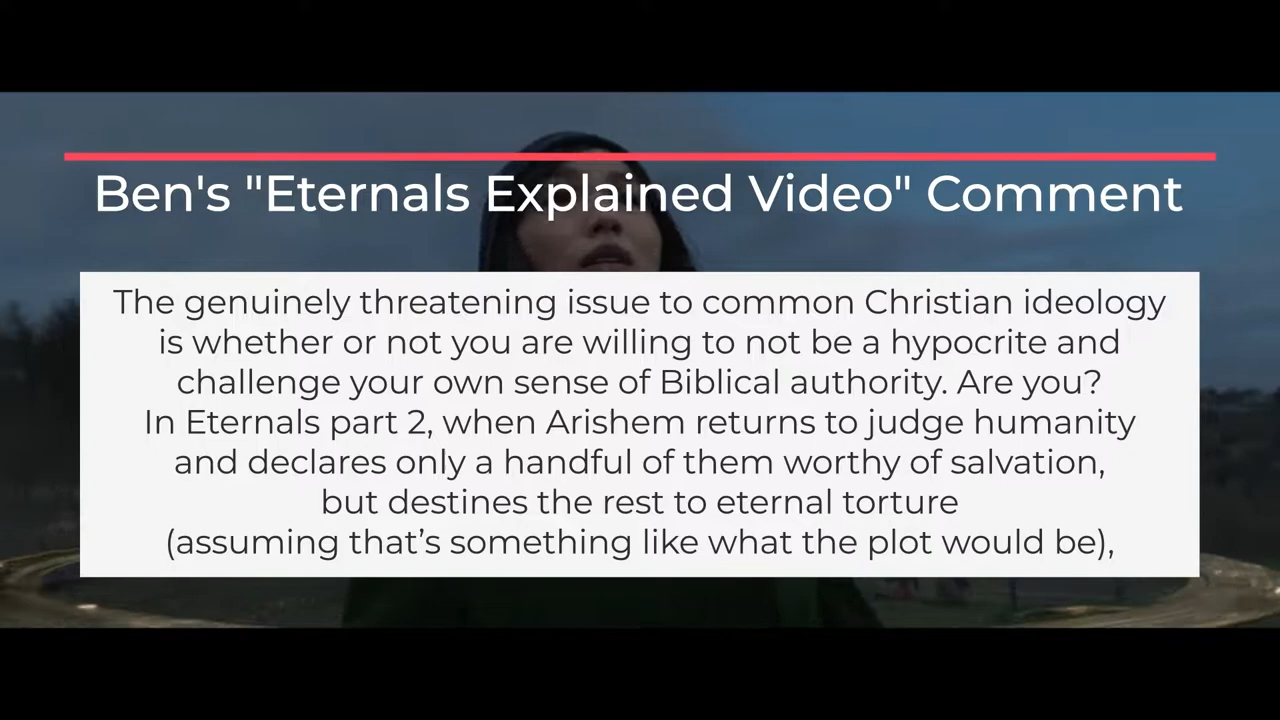 Ben's "Eternals Explained Video" Comment
The genuinely threatening issue to common Christian ideology
is whether or not you are willing to not be a hypocrite and
challenge your own sense of Biblical authority. Are you?
In Eternals part 2, when Arishem returns to judge humanity
and declares only a handful of them worthy of salvation,
but destines the rest to eternal torture
(assuming that’s something like what the plot would be),